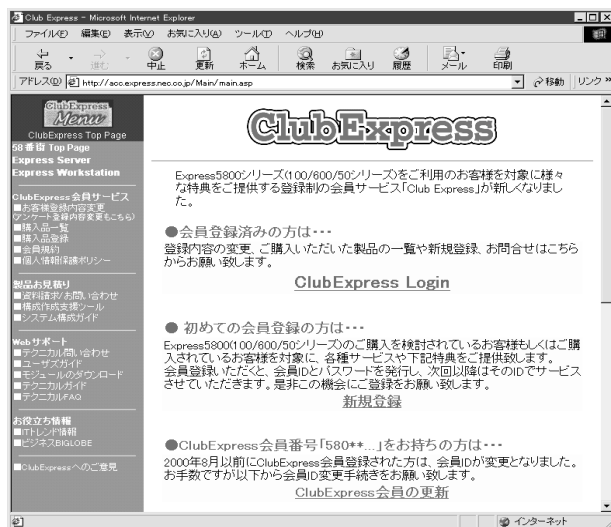 Club Express - Microsoft Internet Explorer
ファイル(F) 編集(E) 表示(V) お気に入り(A) ツール(T) ヘルプ(H)
戻る 進む 中止 更新 ホーム 検索 お気に入り 履歴 メール 印刷
アドレス(D) http://acc.express.nec.co.jp/Main/main.asp 移動 リンク »
ClubExpress
Menu
ClubExpress Top Page
58番街 Top Page
Express Server
Express Workstation
ClubExpress会員サービス
■お客様登録内容変更
(アンケート登録内容変更もこちら)
■購入品一覧
■購入品登録
■会員規約
■個人情報保護ポリシー
製品お見積り
■資料請求/お問い合わせ
■構成作成支援ツール
■システム構成ガイド
Webサポート
■テクニカル問い合わせ
■ユーザズガイド
■モジュールのダウンロード
■テクニカルガイド
■テクニカルFAQ
お役立ち情報
■ITトレンド情報
■ビジネスBIGLOBE
■ClubExpressへのご意見
ClubExpress
Express5800シリーズ(100/600/50シリーズ)をご利用のお客様を対象に様々
な特典をご提供する登録制の会員サービス「Club Express」が新しくなりまし
た。
●会員登録済みの方は・・・
登録内容の変更、ご購入いただいた製品の一覧や新規登録、お問合せはこちら
からお願い致します。
ClubExpress Login
● 初めての会員登録の方は・・・
Express5800(100/600/50シリーズ)のご購入を検討されているお客様もしくはご購
入されているお客様を対象に、各種サービスや下記特典をご提供致します。
会員登録いただくと、会員IDとパスワードを発行し、次回以降はそのIDでサービス
させていただきます。是非この機会にご登録をお願い致します。
新規登録
●ClubExpress会員番号「580**...」をお持ちの方は・・・
2000年8月以前にClubExpress会員登録された方は、会員IDが変更となりました。
お手数ですが以下から会員ID変更手続きをお願い致します。
ClubExpress会員の更新
インターネット